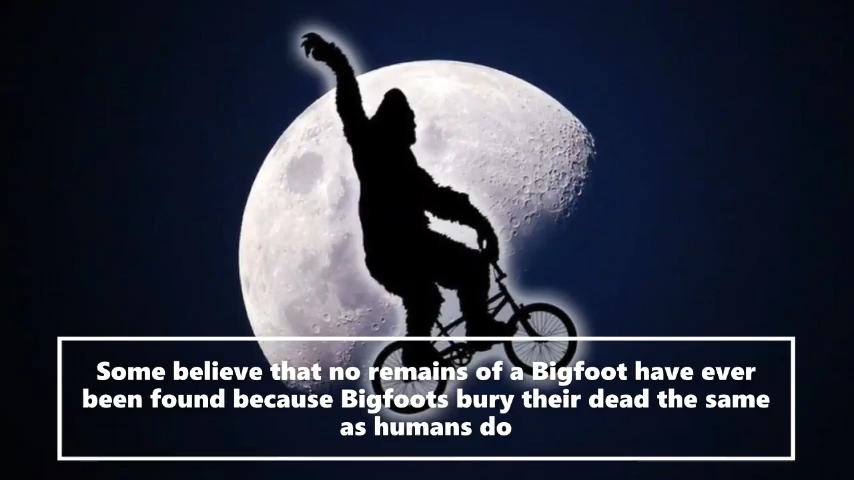 Some believe that no remains of a Bigfoot have ever
been found because Bigfoots bury their dead the same
as humans do